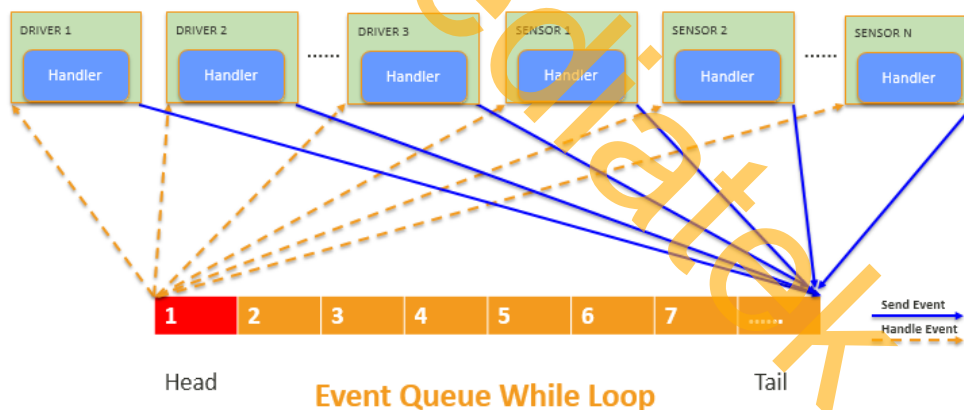 DRIVER 1
Handler
DRIVER 2
Handler
......
DRIVER 3
Handler
SENSOR 1
Handler
SENSOR 2
Handler
......
SENSOR N
Handler
1 2 3 4 5 6 7 ......
Send Event
Handle Event
Head
Tail
Event Queue While Loop